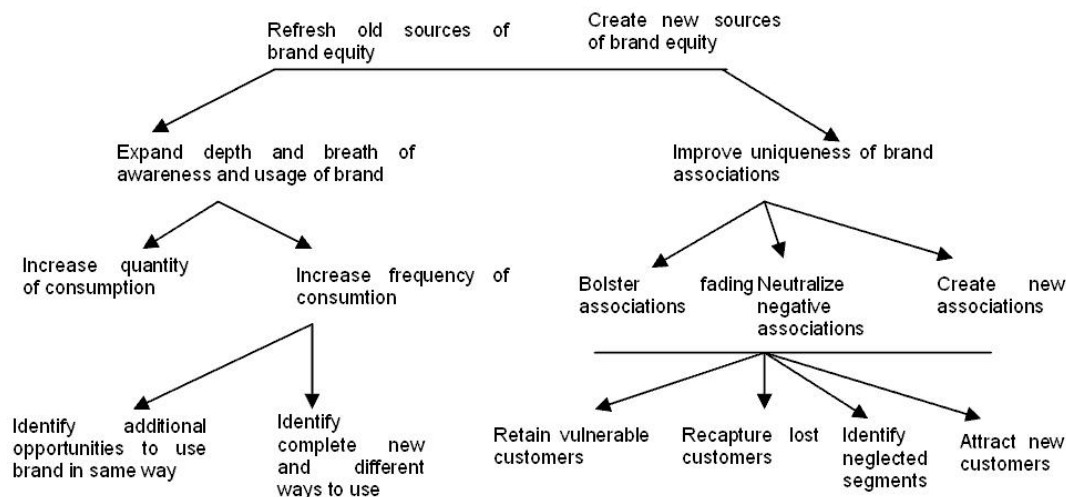 Refresh old sources of
brand equity
Create new sources
of brand equity
Expand depth and breath of
awareness and usage of brand
Improve uniqueness of brand
associations
Increase quantity
of consumption
Increase frequency of
consumtion
Bolster fading
associations
Neutralize
negative
associations
Create new
associations
Identify additional
opportunities to use
brand in same way
Identify
complete new
and different
ways to use
Retain vulnerable
customers
Recapture lost
customers
Identify
neglected
segments
Attract new
customers